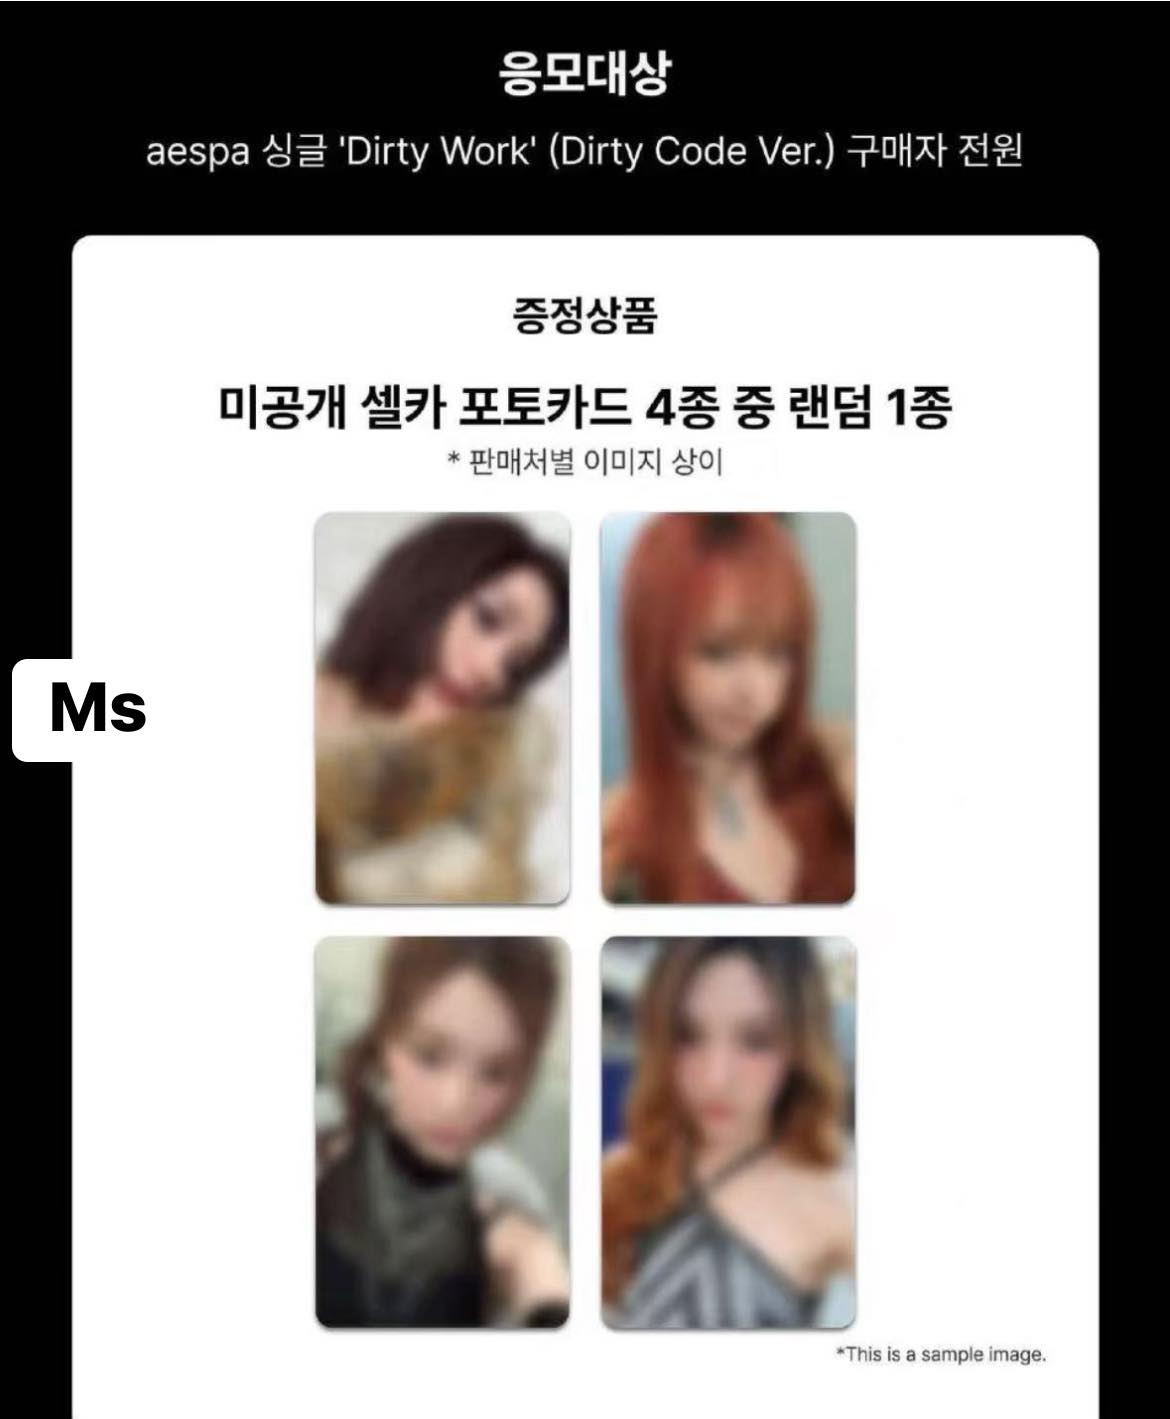 응모대상
aespa 싱글 'Dirty Work' (Dirty Code Ver.) 구매자 전원
증정상품
미공개 셀카 포토카드 4종 중 랜덤 1종
* 판매처별 이미지 상이
Ms
*This is a sample image.